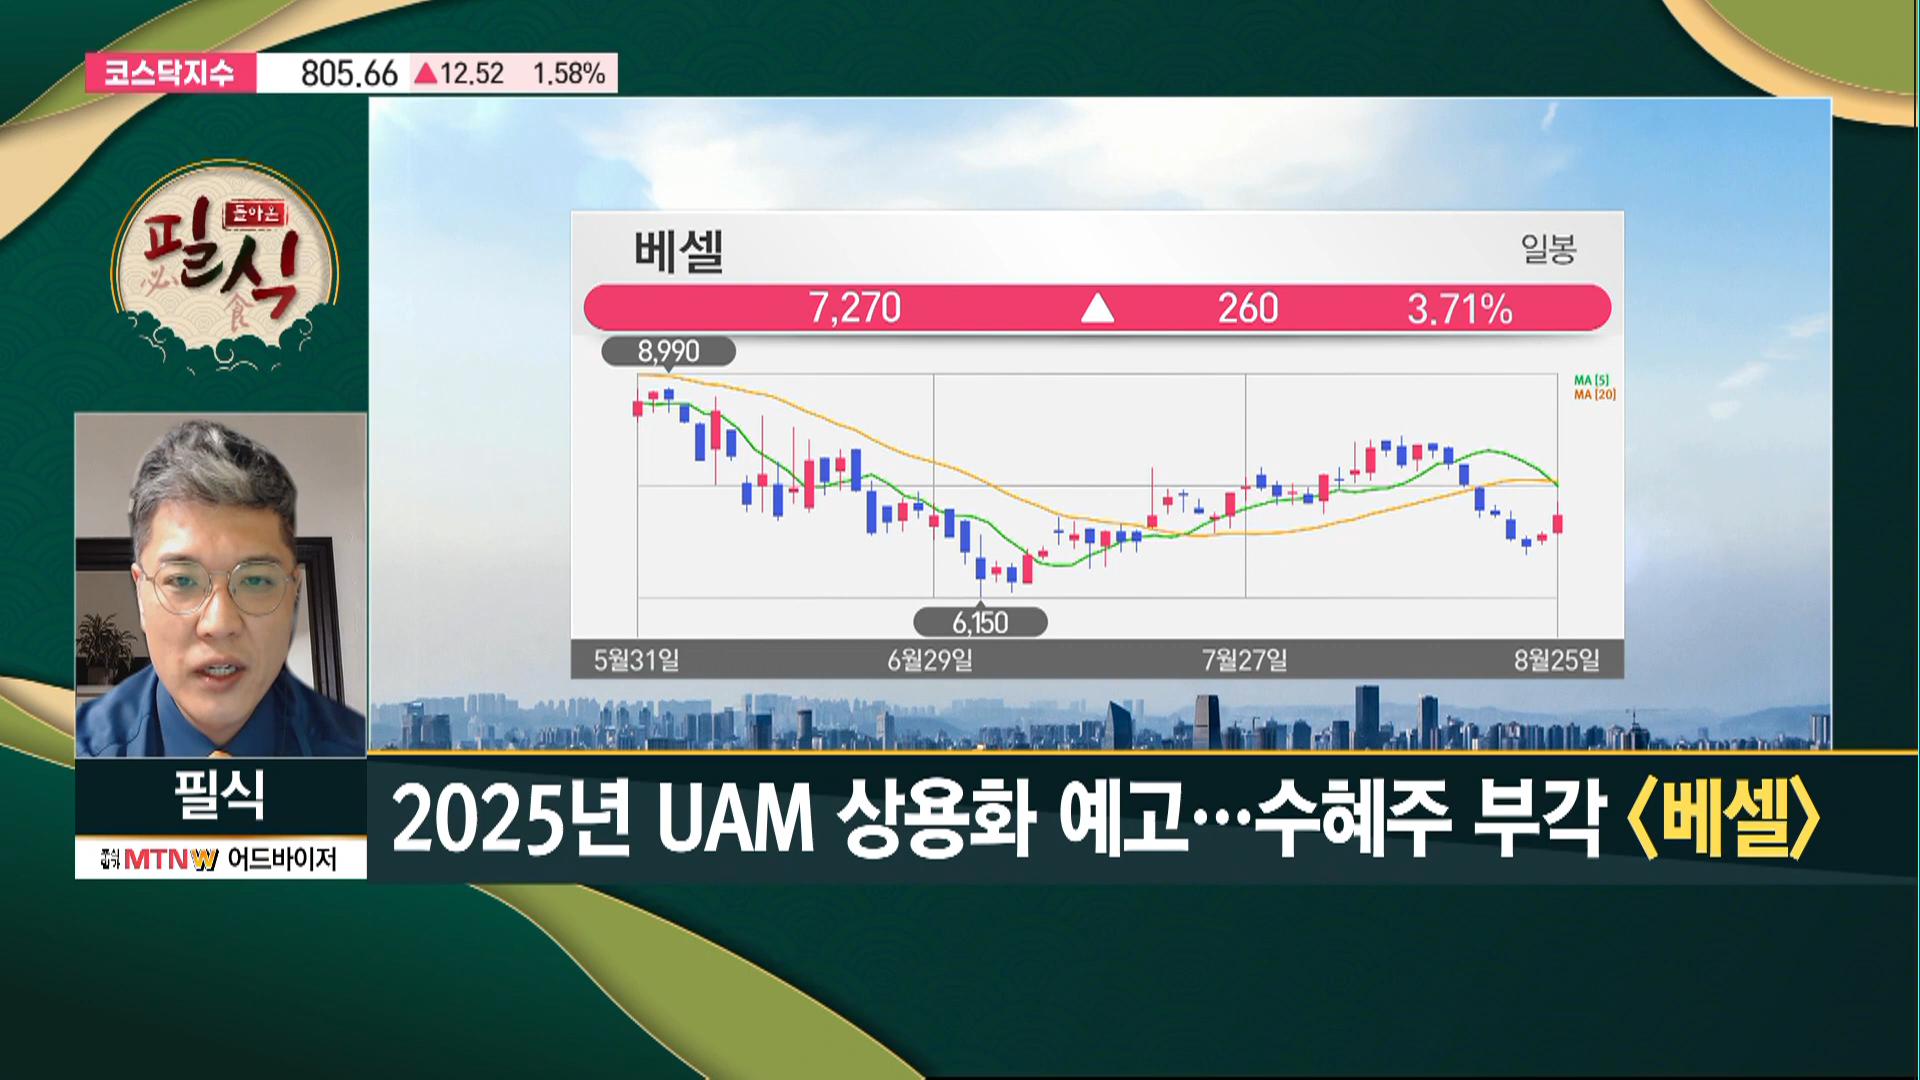 코스닥지수 805.66 ▲12.52 1.58%
돌아온
필식
必食
베셀 일봉
7,270 ▲ 260 3.71%
8,990
MA [5]
MA [20]
6,150
5월31일 6월29일 7월27일 8월25일
필식
MTNW 어드바이저
2025년 UAM 상용화 예고…수혜주 부각 <베셀>